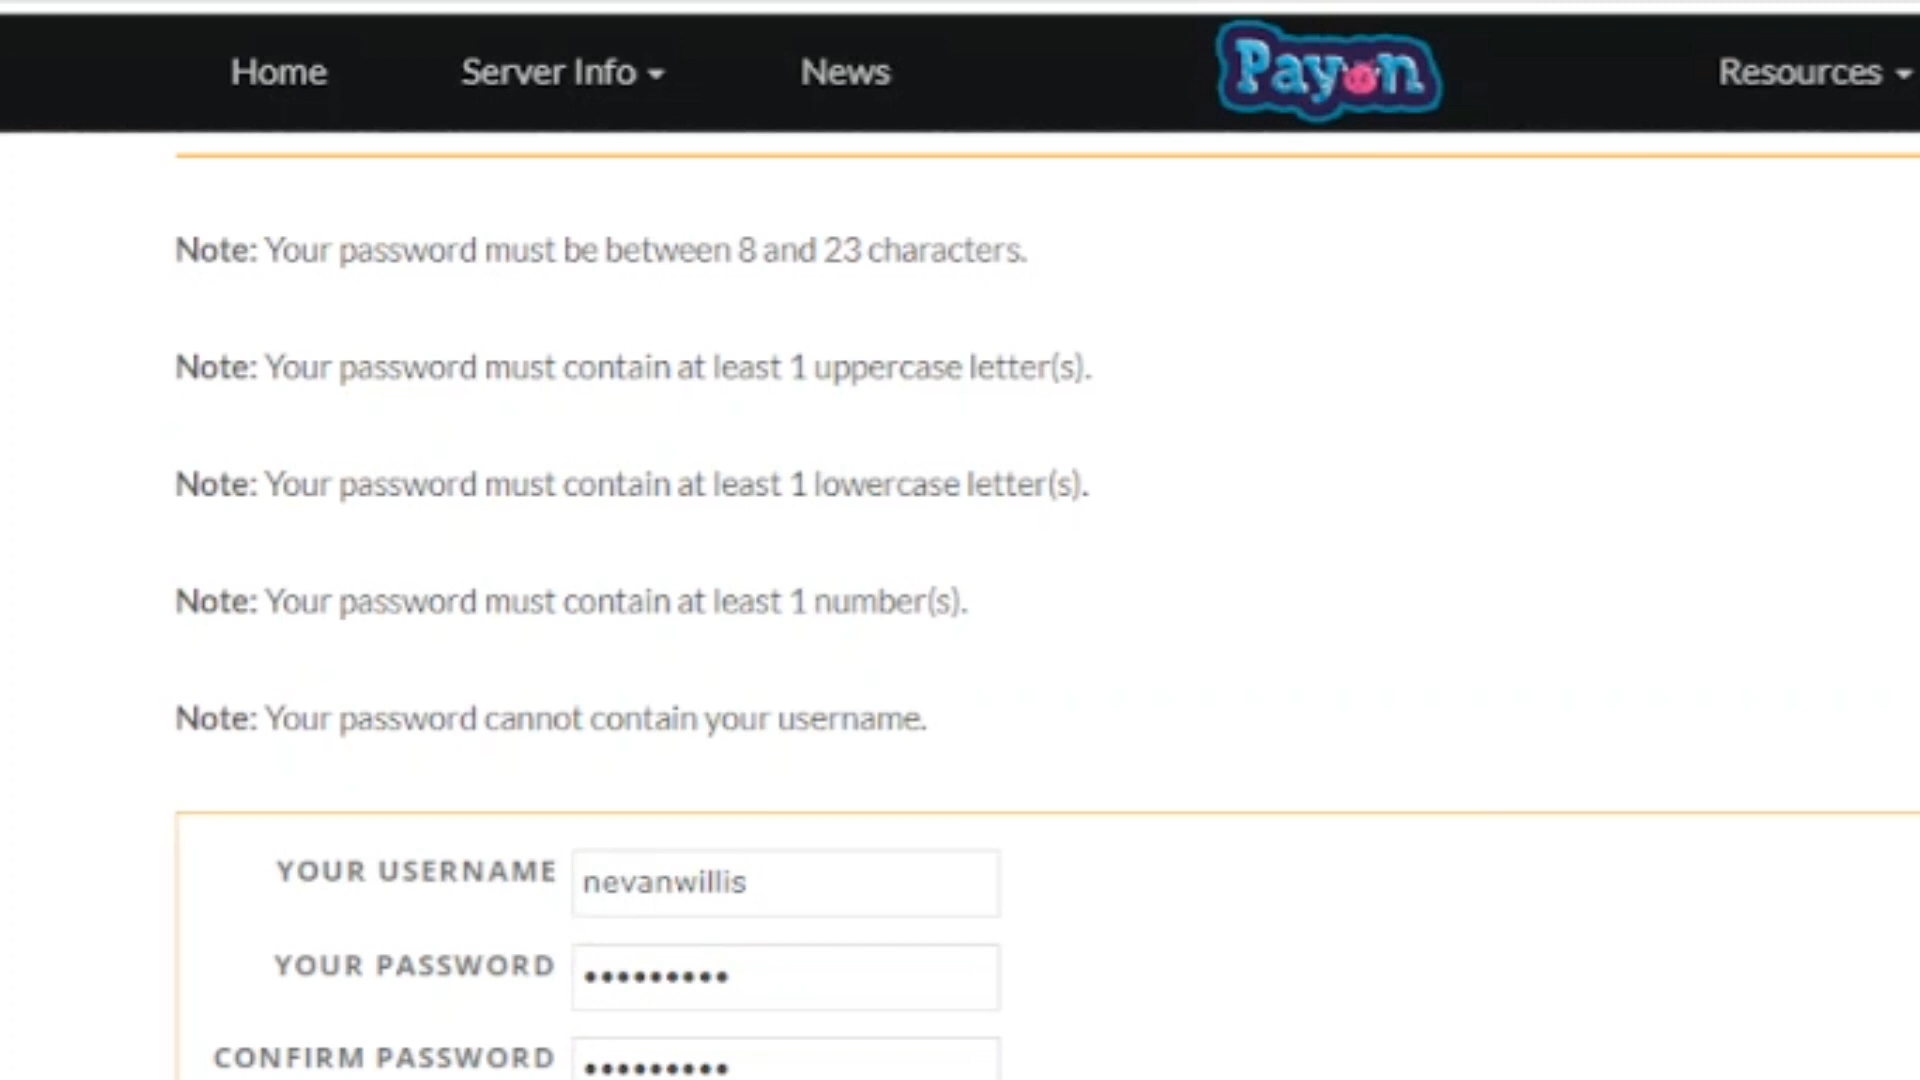 Home Server Info News Payon Resources
Note: Your password must be between 8 and 23 characters.
Note: Your password must contain at least 1 uppercase letter(s).
Note: Your password must contain at least 1 lowercase letter(s).
Note: Your password must contain at least 1 number(s).
Note: Your password cannot contain your username.
YOUR USERNAME nevanwillis
YOUR PASSWORD •••••••••
CONFIRM PASSWORD •••••••••